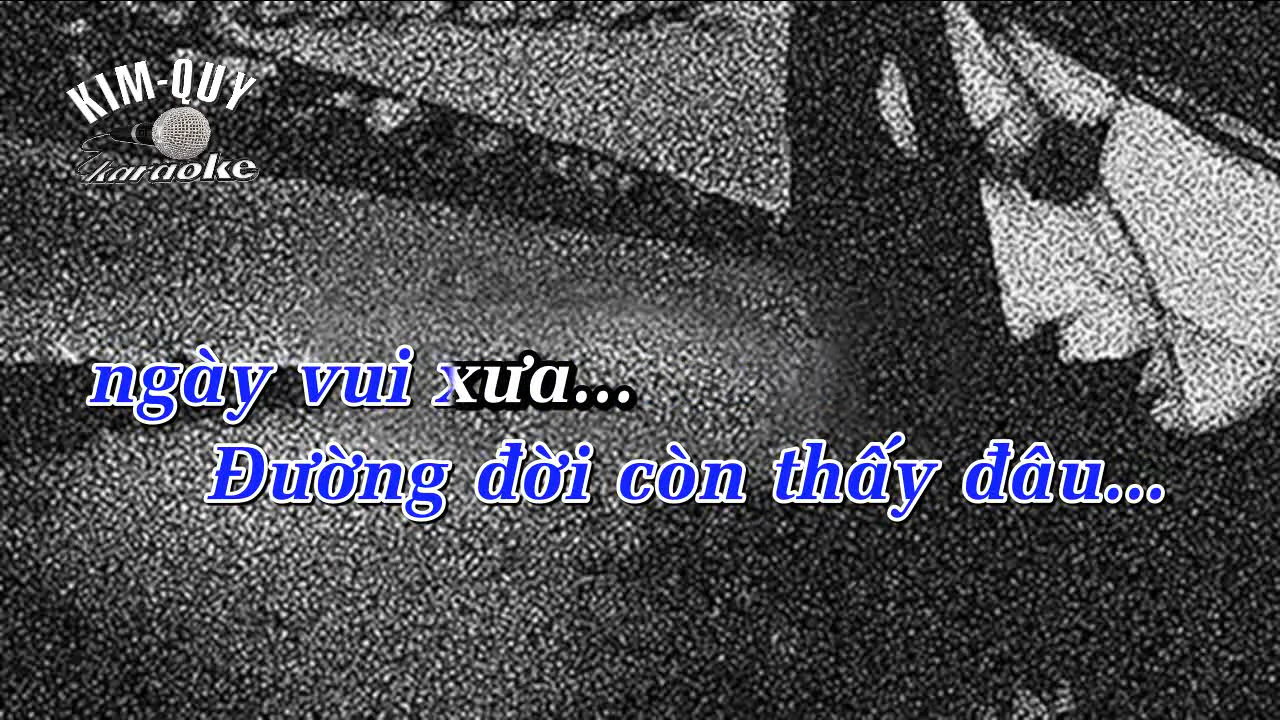 KIM-QUY
karaoke
ngày vui xưa...
Đường đời còn thấy đâu...